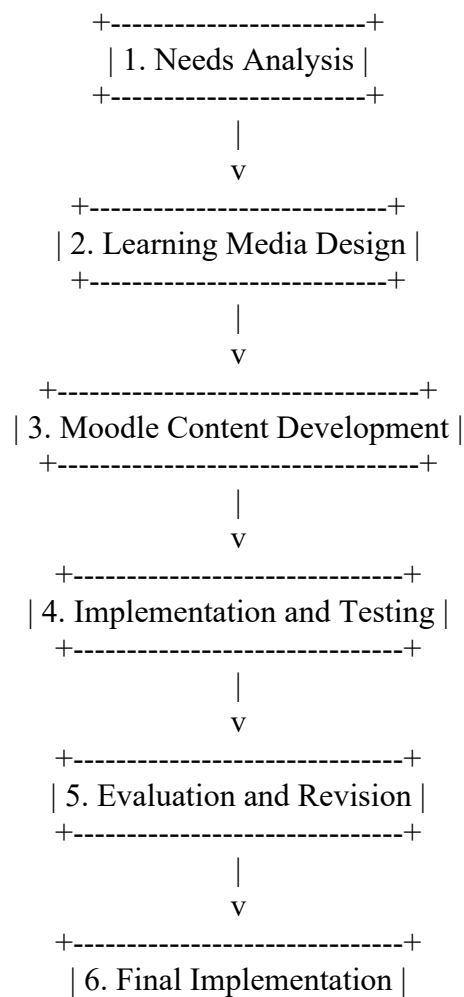 +------------------------+
| 1. Needs Analysis |
+------------------------+
|
v
+----------------------------+
| 2. Learning Media Design |
+----------------------------+
|
v
+----------------------------------+
| 3. Moodle Content Development |
+----------------------------------+
|
v
+-------------------------------+
| 4. Implementation and Testing |
+-------------------------------+
|
v
+-------------------------------+
| 5. Evaluation and Revision |
+-------------------------------+
|
v
+-------------------------------+
| 6. Final Implementation |